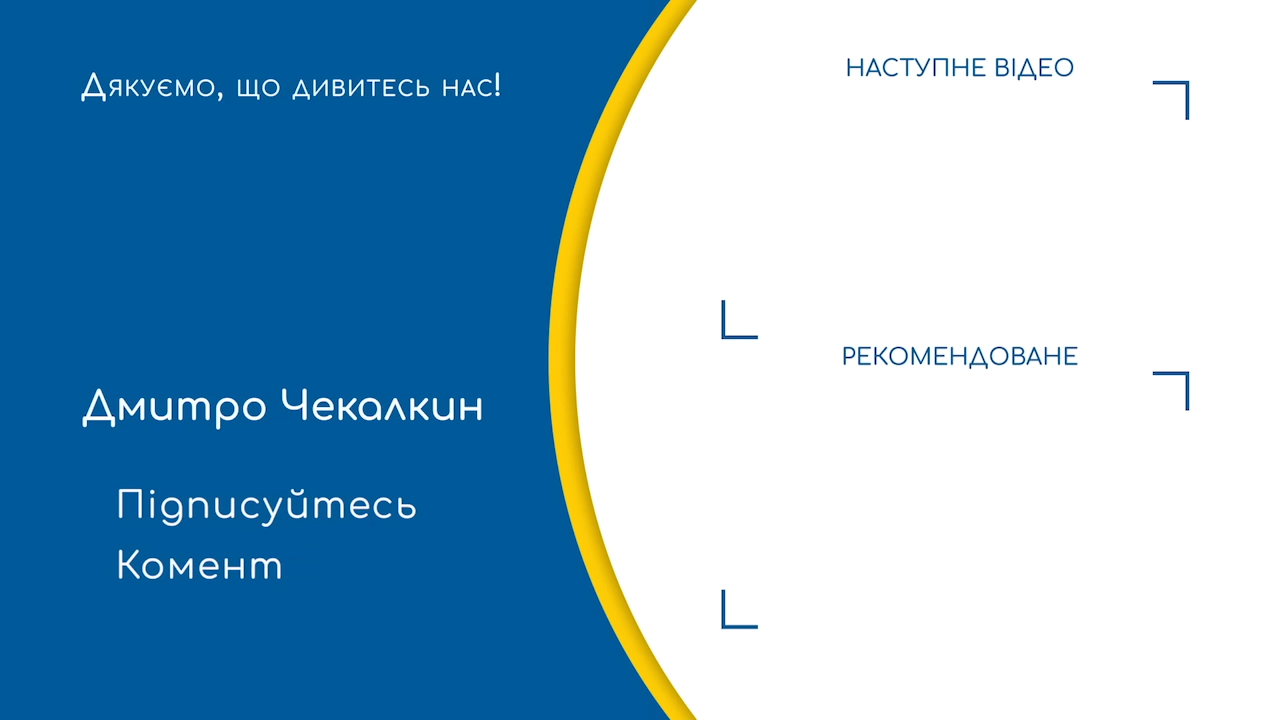 Дякуємо, що дивитесь нас!
Дмитро Чекалкин
Підписуйтесь
Комент
НАСТУПНЕ ВІДЕО
РЕКОМЕНДОВАНЕ